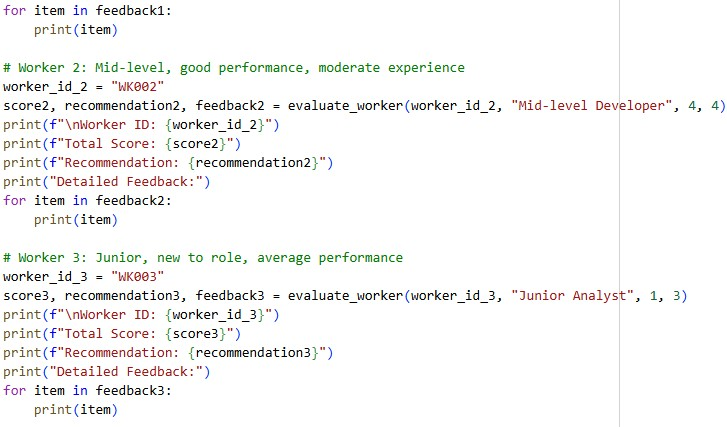 for item in feedback1:
    print(item)

# Worker 2: Mid-level, good performance, moderate experience
worker_id_2 = "WK002"
score2, recommendation2, feedback2 = evaluate_worker(worker_id_2, "Mid-level Developer", 4, 4)
print(f"\nWorker ID: {worker_id_2}")
print(f"Total Score: {score2}")
print(f"Recommendation: {recommendation2}")
print("Detailed Feedback:")
for item in feedback2:
    print(item)

# Worker 3: Junior, new to role, average performance
worker_id_3 = "WK003"
score3, recommendation3, feedback3 = evaluate_worker(worker_id_3, "Junior Analyst", 1, 3)
print(f"\nWorker ID: {worker_id_3}")
print(f"Total Score: {score3}")
print(f"Recommendation: {recommendation3}")
print("Detailed Feedback:")
for item in feedback3:
    print(item)